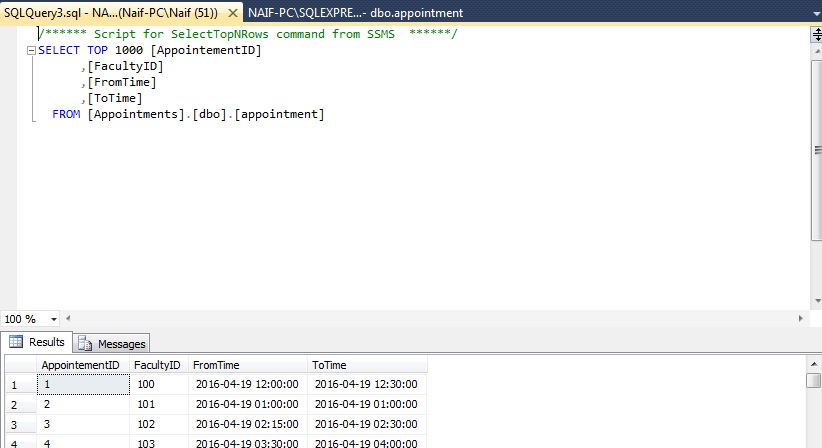 SQLQuery3.sql - NA...(Naif-PC\Naif (51)) NAIF-PC\SQLEXPRE...- dbo.appointment
/****** Script for SelectTopNRows command from SSMS  ******/
SELECT TOP 1000 [AppointementID]
,[FacultyID]
,[FromTime]
,[ToTime]
FROM [Appointments].[dbo].[appointment]
100 %
Results Messages
AppointementID FacultyID FromTime ToTime
1 1 100 2016-04-19 12:00:00 2016-04-19 12:30:00
2 2 101 2016-04-19 01:00:00 2016-04-19 01:00:00
3 3 102 2016-04-19 02:15:00 2016-04-19 02:30:00
4 4 103 2016-04-19 03:30:00 2016-04-19 04:00:00